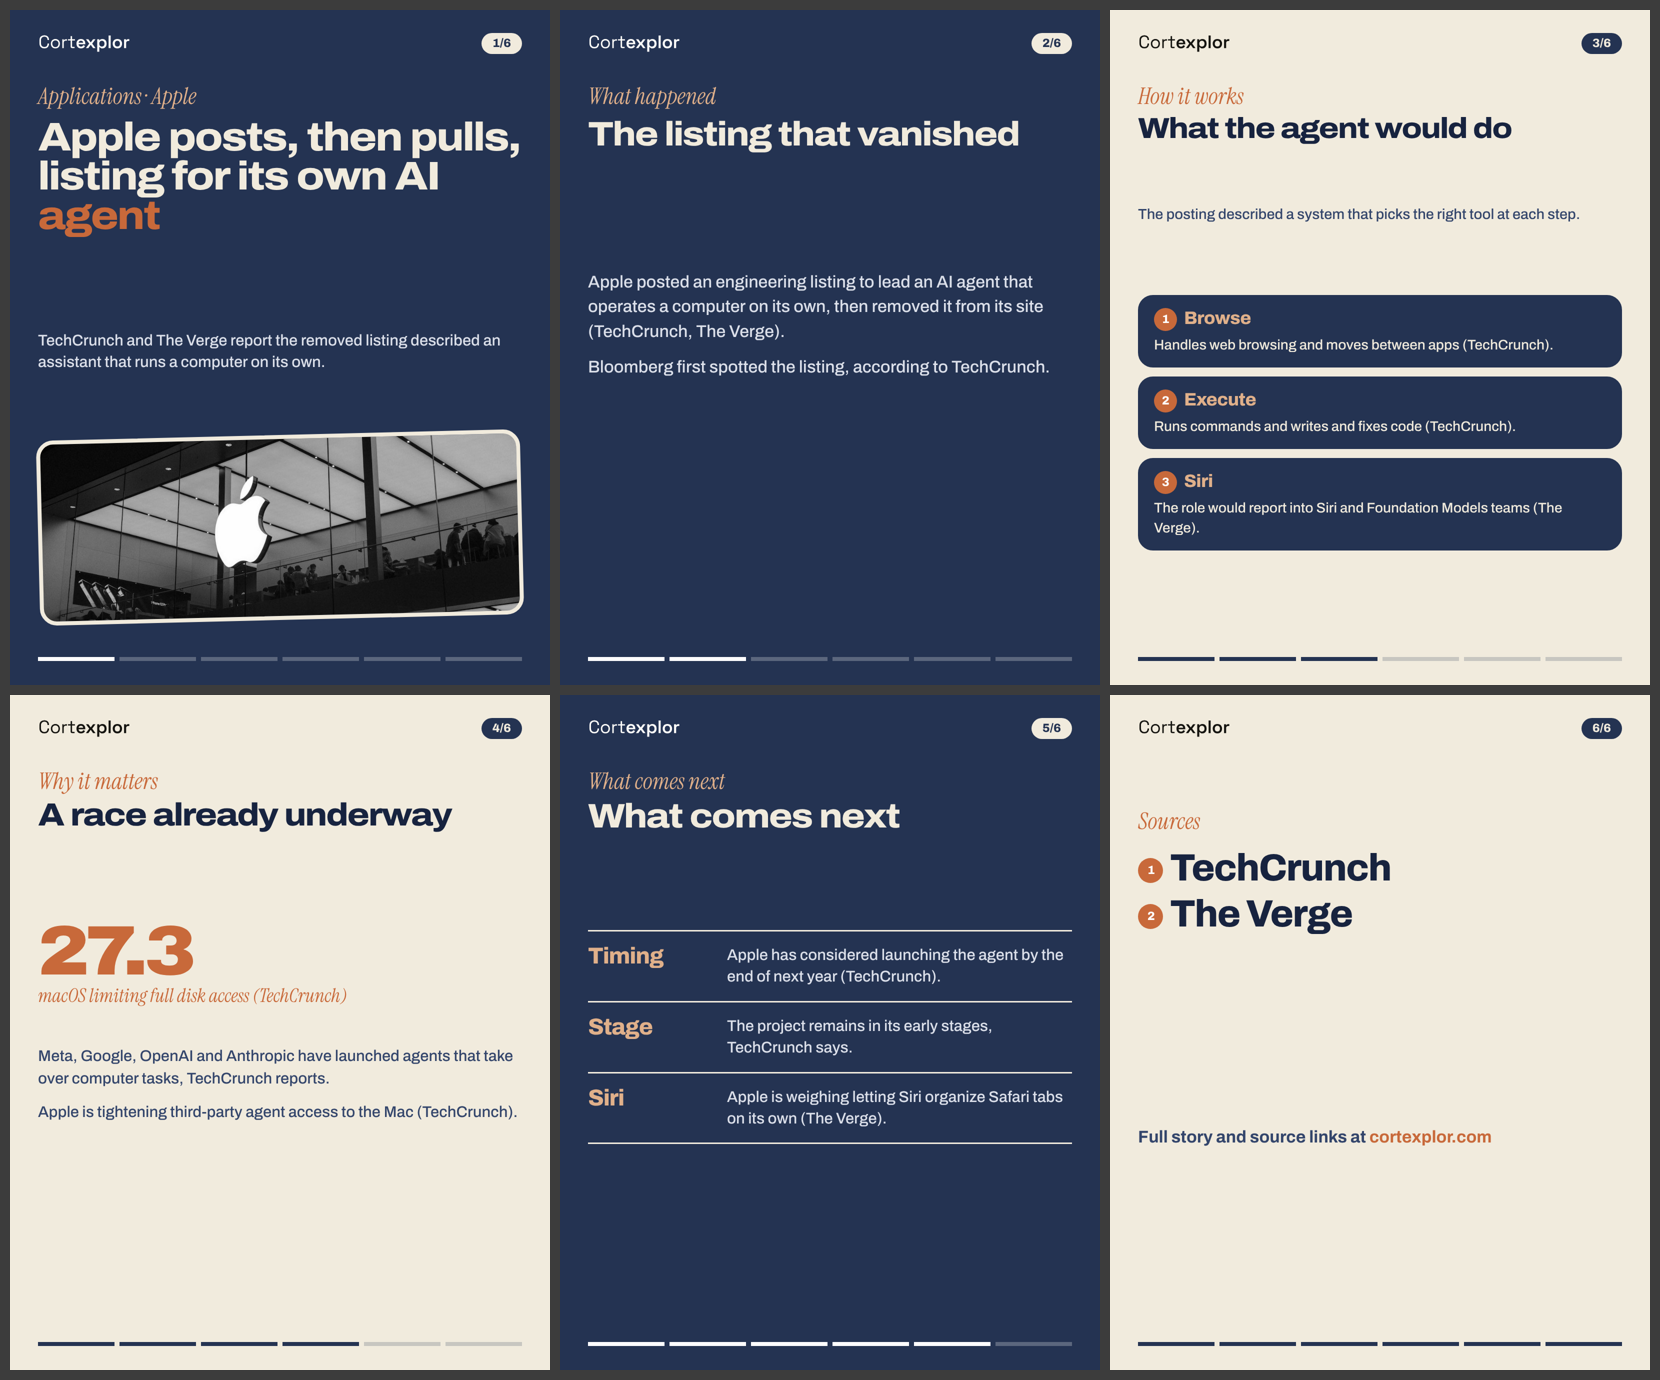 Cortexplor
1/6
Applications · Apple
Apple posts, then pulls,
listing for its own AI
agent
TechCrunch and The Verge report the removed listing described an
assistant that runs a computer on its own.
Cortexplor
2/6
What happened
The listing that vanished
Apple posted an engineering listing to lead an AI agent that
operates a computer on its own, then removed it from its site
(TechCrunch, The Verge).
Bloomberg first spotted the listing, according to TechCrunch.
Cortexplor
3/6
How it works
What the agent would do
The posting described a system that picks the right tool at each step.
1 Browse
Handles web browsing and moves between apps (TechCrunch).
2 Execute
Runs commands and writes and fixes code (TechCrunch).
3 Siri
The role would report into Siri and Foundation Models teams (The
Verge).
Cortexplor
4/6
Why it matters
A race already underway
27.3
macOS limiting full disk access (TechCrunch)
Meta, Google, OpenAI and Anthropic have launched agents that take
over computer tasks, TechCrunch reports.
Apple is tightening third-party agent access to the Mac (TechCrunch).
Cortexplor
5/6
What comes next
What comes next
Timing
Apple has considered launching the agent by the
end of next year (TechCrunch).
Stage
The project remains in its early stages,
TechCrunch says.
Siri
Apple is weighing letting Siri organize Safari tabs
on its own (The Verge).
Cortexplor
6/6
Sources
1 TechCrunch
2 The Verge
Full story and source links at cortexplor.com